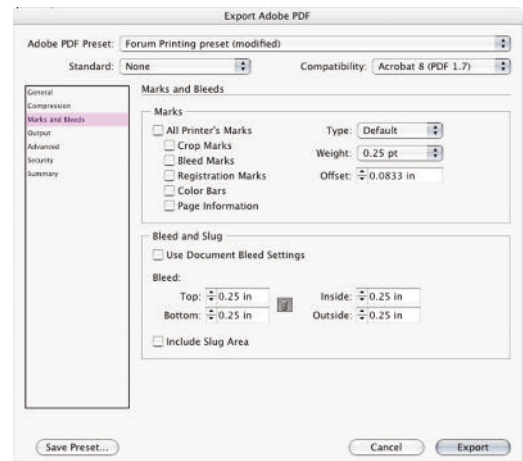 Export Adobe PDF
Adobe PDF Preset: Forum Printing preset (modified)
Standard: None Compatibility: Acrobat 8 (PDF 1.7)
General
Compression
Marks and Bleeds
Output
Advanced
Security
Summary
Marks and Bleeds
Marks
All Printer's Marks
Crop Marks
Bleed Marks
Registration Marks
Color Bars
Page Information
Type: Default
Weight: 0.25 pt
Offset: 0.0833 in
Bleed and Slug
Use Document Bleed Settings
Bleed:
Top: 0.25 in Inside: 0.25 in
Bottom: 0.25 in Outside: 0.25 in
Include Slug Area
Save Preset... Cancel Export